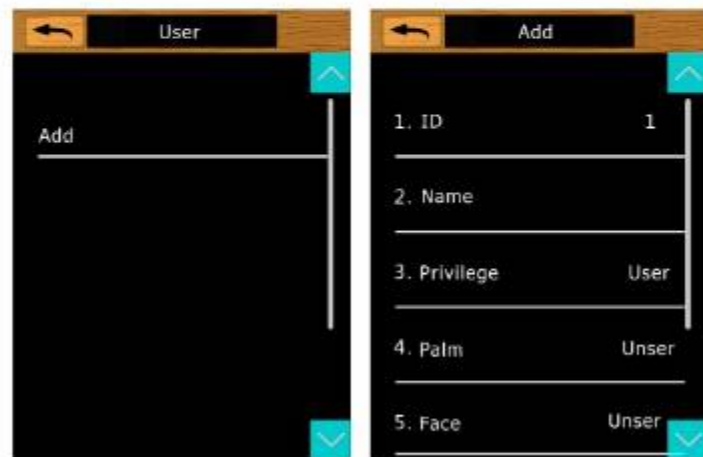 User
Add
Add
1. ID 1
2. Name
3. Privilege User
4. Palm Unser
5. Face Unser